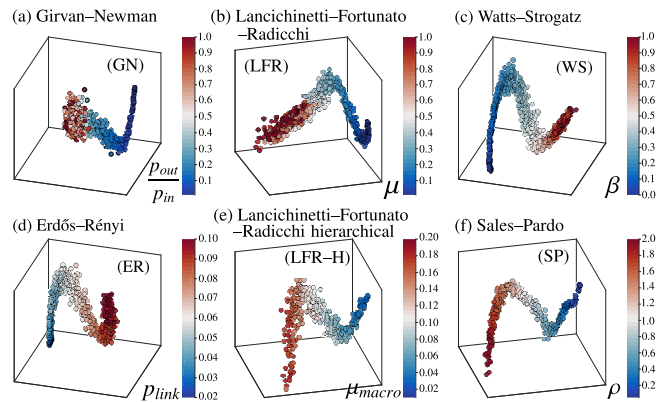 (a) Girvan–Newman
(GN)
1.0
0.9
0.8
0.7
0.6
0.5
0.4
0.3
0.2
0.1
p_out
p_in
(b) Lancichinetti–Fortunato
–Radicchi
(LFR)
1.0
0.9
0.8
0.7
0.6
0.5
0.4
0.3
0.2
0.1
μ
(c) Watts–Strogatz
(WS)
1.0
0.9
0.8
0.7
0.6
0.5
0.4
0.3
0.2
0.1
0.0
β
(d) Erdős–Rényi
(ER)
0.10
0.09
0.08
0.07
0.06
0.05
0.04
0.03
0.02
p_link
(e) Lancichinetti–Fortunato
–Radicchi hierarchical
(LFR–H)
0.20
0.18
0.16
0.14
0.12
0.10
0.08
0.06
0.04
0.02
μ_macro
(f) Sales–Pardo
(SP)
2.0
1.8
1.6
1.4
1.2
1.0
0.8
0.6
0.4
0.2
ρ